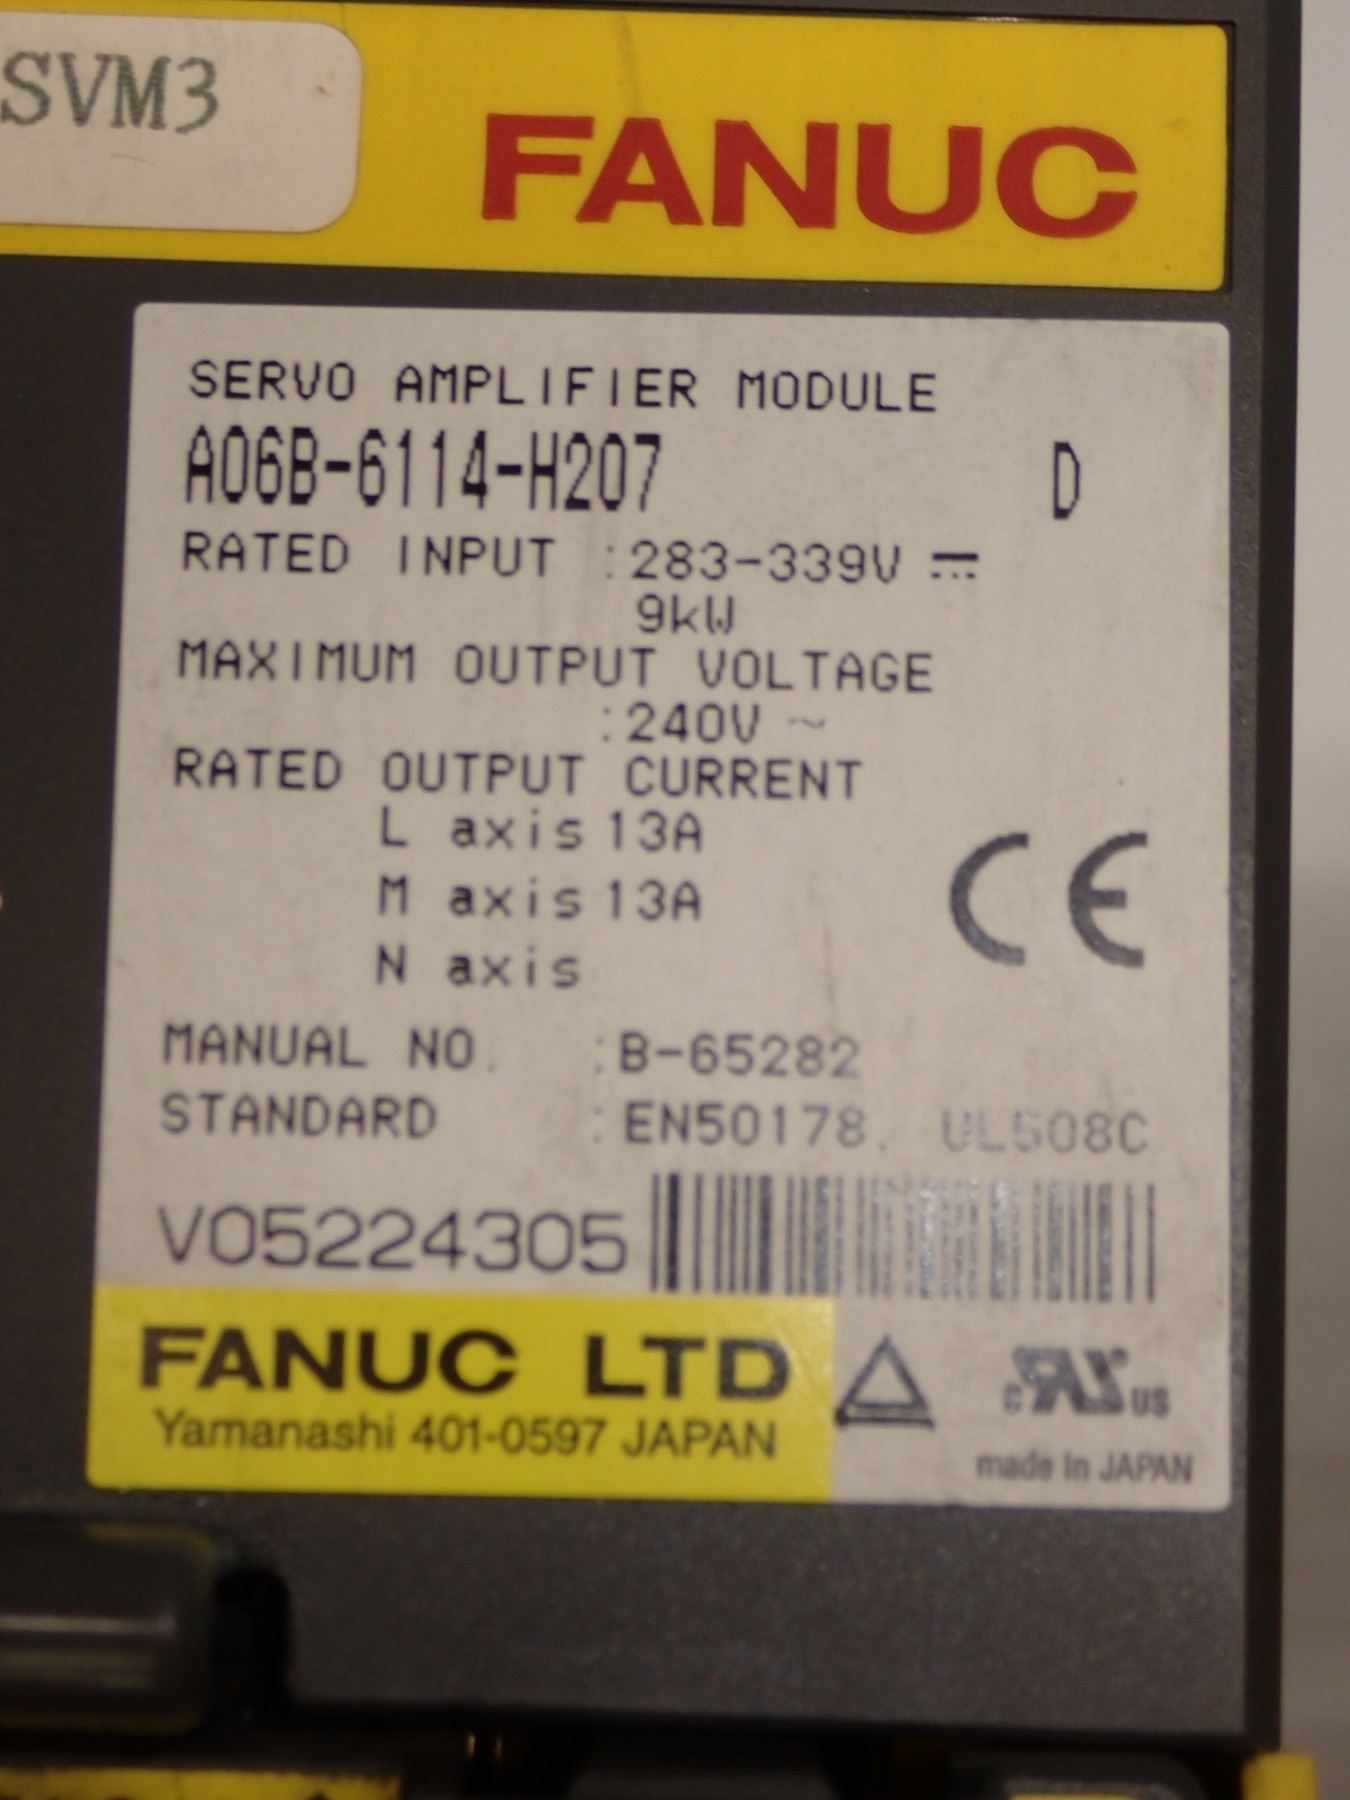 SVM3
FANUC
SERVO AMPLIFIER MODULE
A06B-6114-H207 D
RATED INPUT :283-339V ⎓
9kW
MAXIMUM OUTPUT VOLTAGE
:240V ~
RATED OUTPUT CURRENT
L axis 13A
M axis 13A
N axis
CE
MANUAL NO. :B-65282
STANDARD :EN50178. UL508C
V05224305
FANUC LTD
Yamanashi 401-0597 JAPAN
c RU us
made in JAPAN